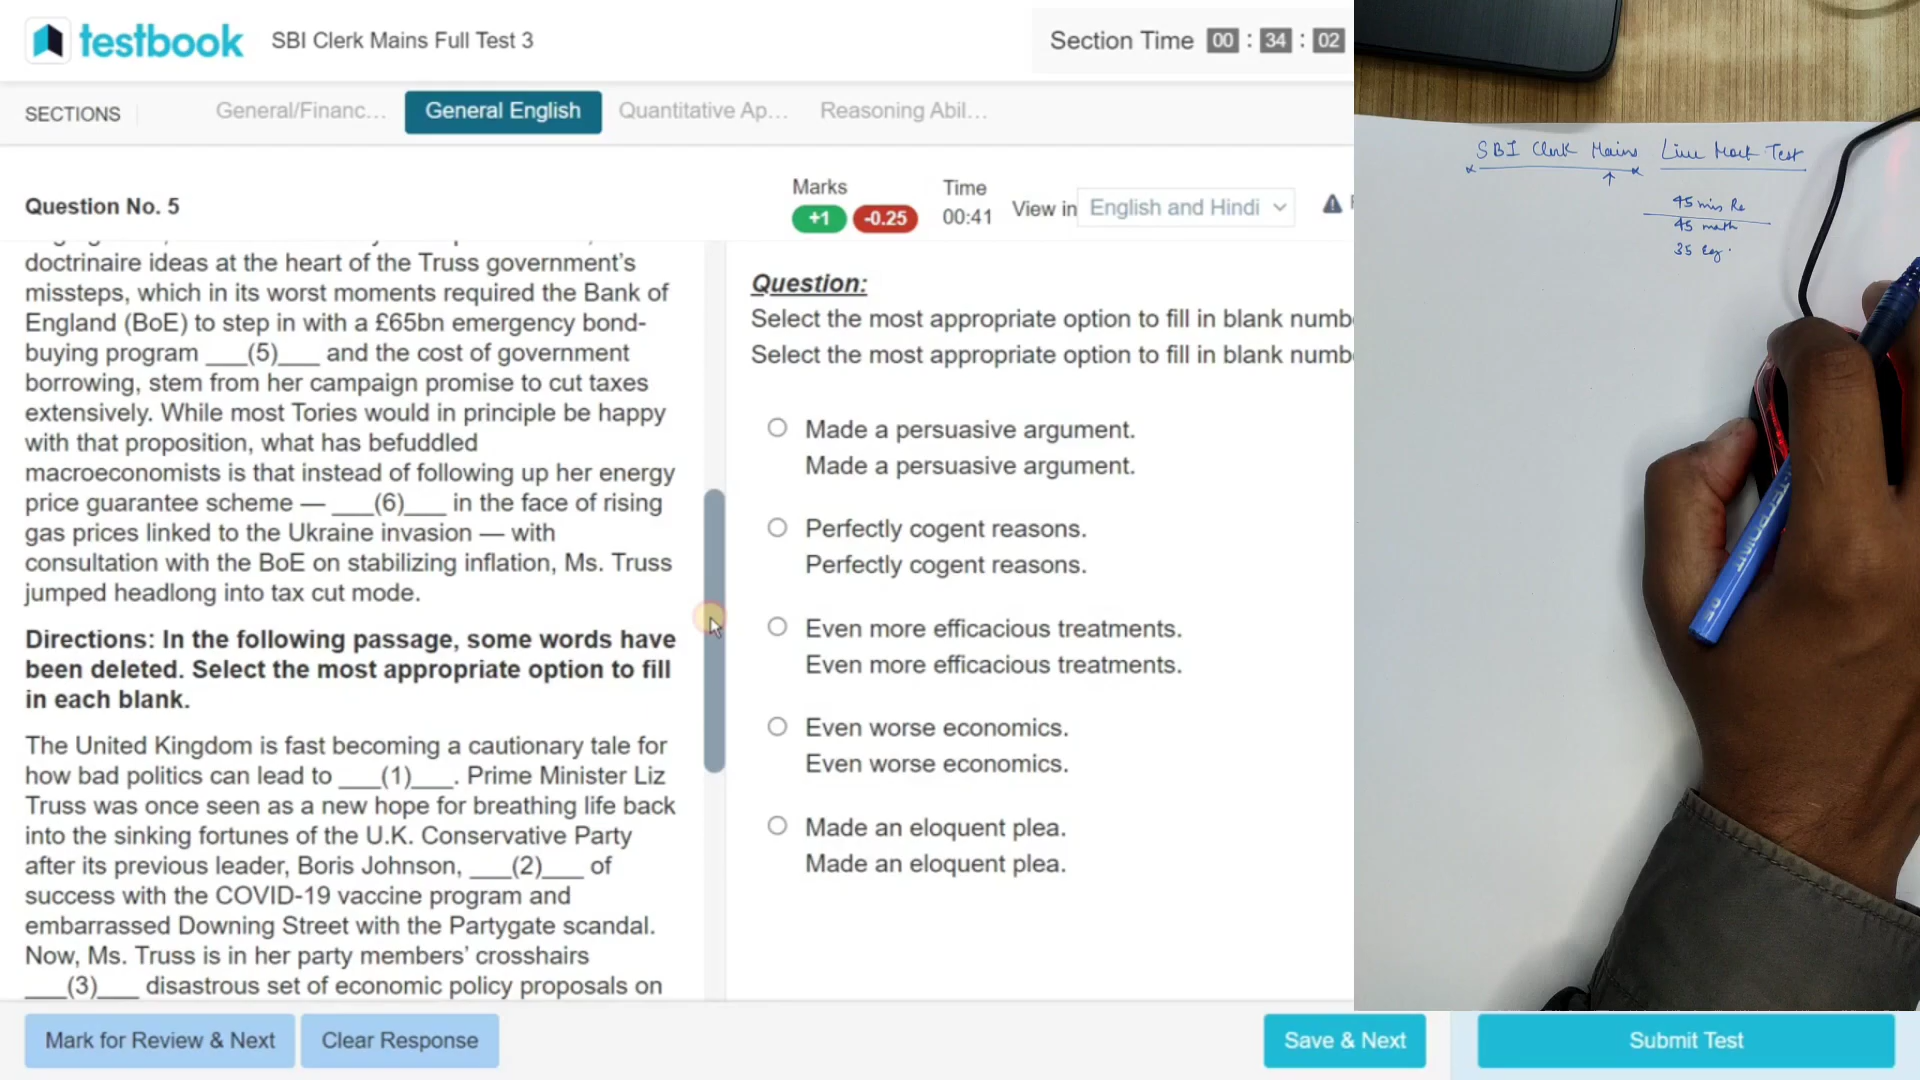 testbook
SBI Clerk Mains Full Test 3
Section Time 00 : 34 : 02
SECTIONS
General/Financ...
General English
Quantitative Ap...
Reasoning Abil...
Question No. 5
Marks
+1 -0.25
Time
00:41
View in English and Hindi
doctrinaire ideas at the heart of the Truss government's
missteps, which in its worst moments required the Bank of
England (BoE) to step in with a £65bn emergency bond-
buying program ___(5)___ and the cost of government
borrowing, stem from her campaign promise to cut taxes
extensively. While most Tories would in principle be happy
with that proposition, what has befuddled
macroeconomists is that instead of following up her energy
price guarantee scheme — ___(6)___ in the face of rising
gas prices linked to the Ukraine invasion — with
consultation with the BoE on stabilizing inflation, Ms. Truss
jumped headlong into tax cut mode.
Directions: In the following passage, some words have
been deleted. Select the most appropriate option to fill
in each blank.
The United Kingdom is fast becoming a cautionary tale for
how bad politics can lead to ___(1)___. Prime Minister Liz
Truss was once seen as a new hope for breathing life back
into the sinking fortunes of the U.K. Conservative Party
after its previous leader, Boris Johnson, ___(2)___ of
success with the COVID-19 vaccine program and
embarrassed Downing Street with the Partygate scandal.
Now, Ms. Truss is in her party members' crosshairs
___(3)___ disastrous set of economic policy proposals on
Question:
Select the most appropriate option to fill in blank numb
Select the most appropriate option to fill in blank numb
Made a persuasive argument.
Made a persuasive argument.
Perfectly cogent reasons.
Perfectly cogent reasons.
Even more efficacious treatments.
Even more efficacious treatments.
Even worse economics.
Even worse economics.
Made an eloquent plea.
Made an eloquent plea.
Mark for Review & Next
Clear Response
Save & Next
Submit Test
SBI Clerk Mains Live Mock Test
45 mins Re
45 math
35 Eng.